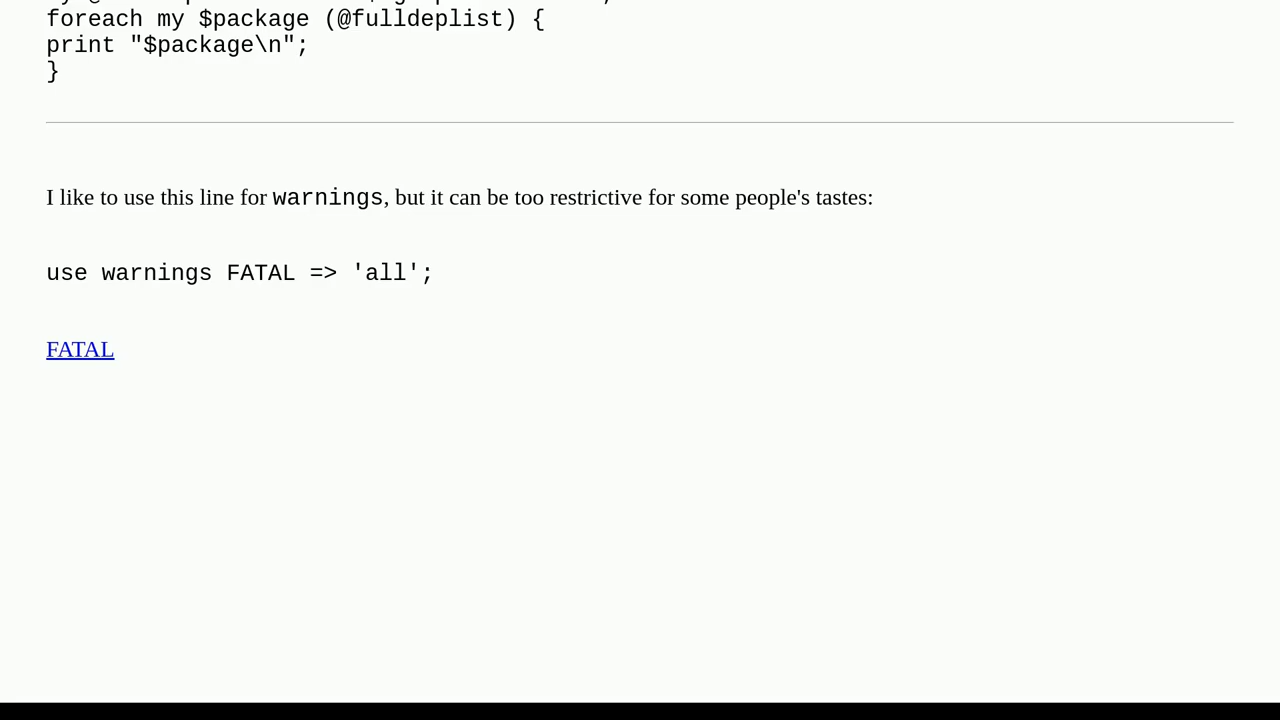 foreach my $package (@fulldeplist) {
print "$package\n";
}
I like to use this line for warnings, but it can be too restrictive for some people's tastes:
use warnings FATAL => 'all';
FATAL